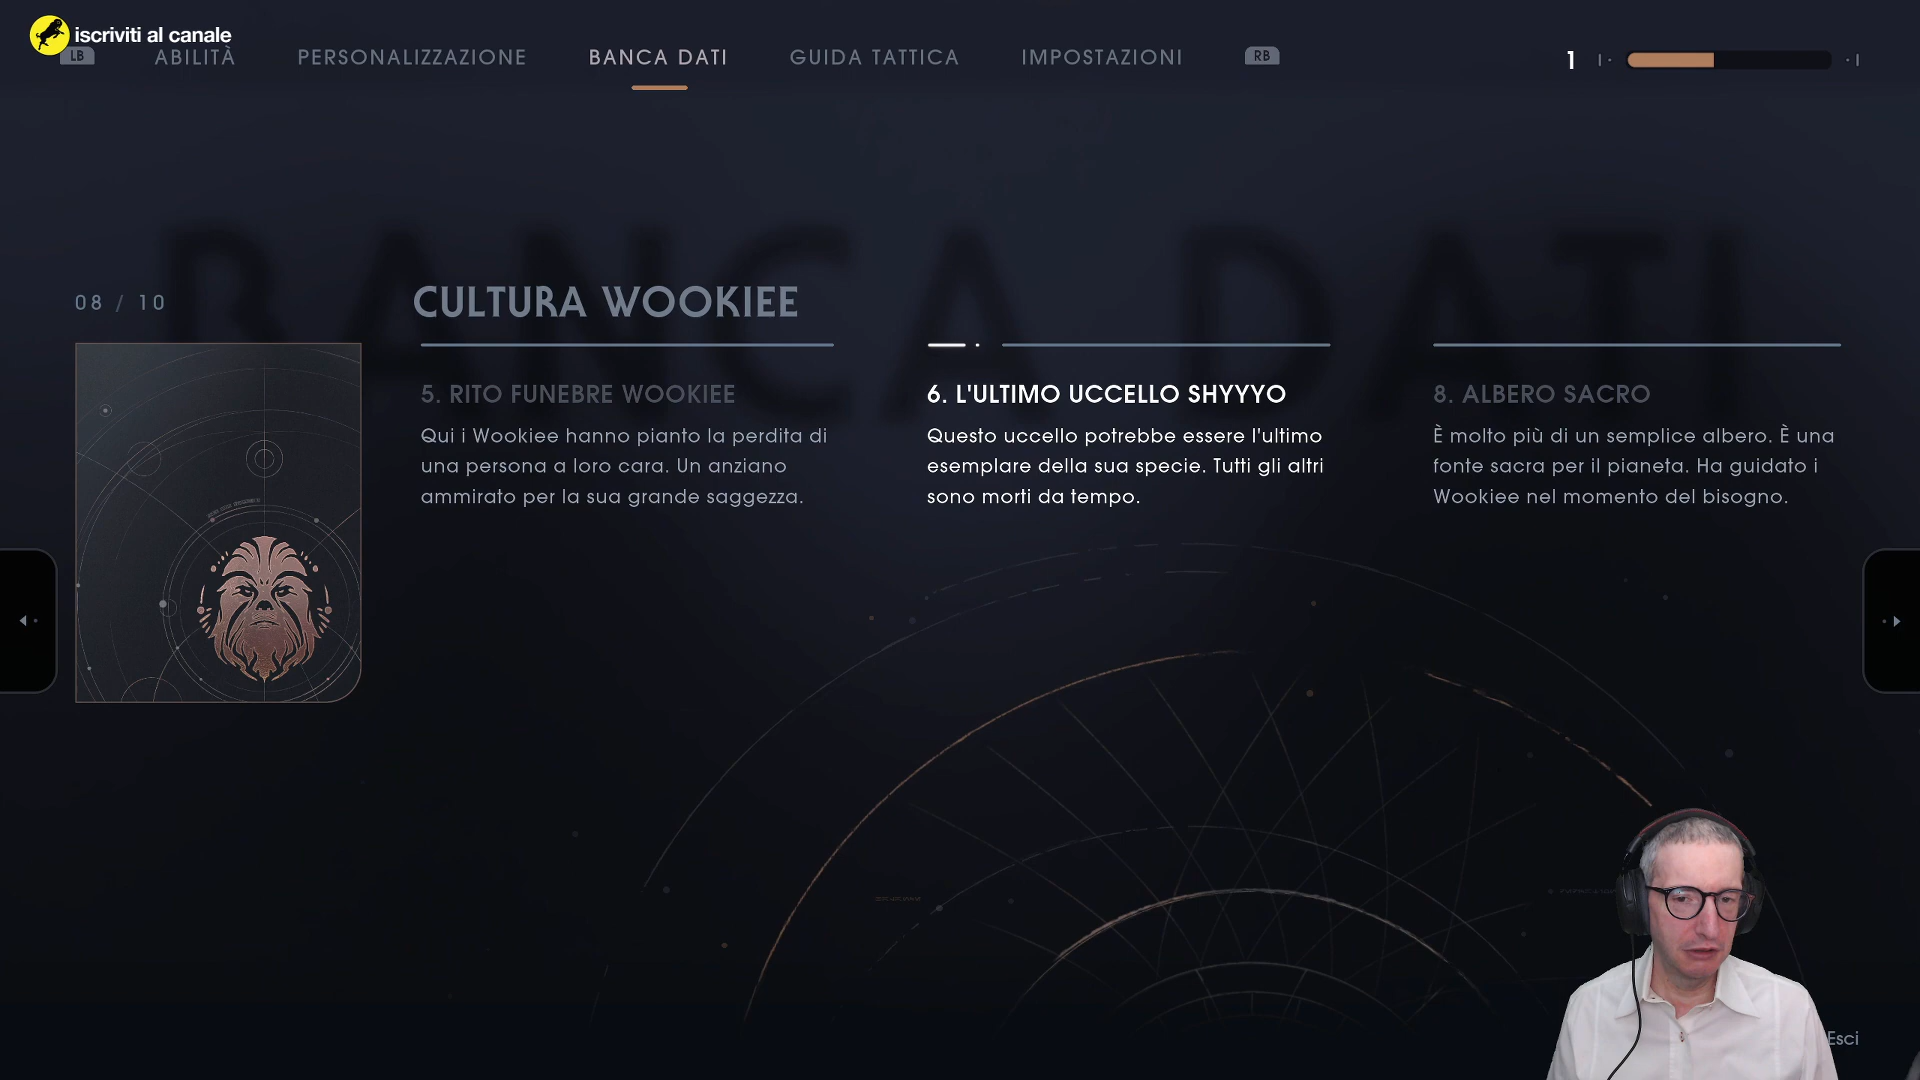 iscriviti al canale
LB
ABILITÀ
PERSONALIZZAZIONE
BANCA DATI
GUIDA TATTICA
IMPOSTAZIONI
RB
1
BANCA DATI
08 / 10
CULTURA WOOKIEE
5. RITO FUNEBRE WOOKIEE
Qui i Wookiee hanno pianto la perdita di
una persona a loro cara. Un anziano
ammirato per la sua grande saggezza.
6. L'ULTIMO UCCELLO SHYYYO
Questo uccello potrebbe essere l'ultimo
esemplare della sua specie. Tutti gli altri
sono morti da tempo.
8. ALBERO SACRO
È molto più di un semplice albero. È una
fonte sacra per il pianeta. Ha guidato i
Wookiee nel momento del bisogno.
Esci